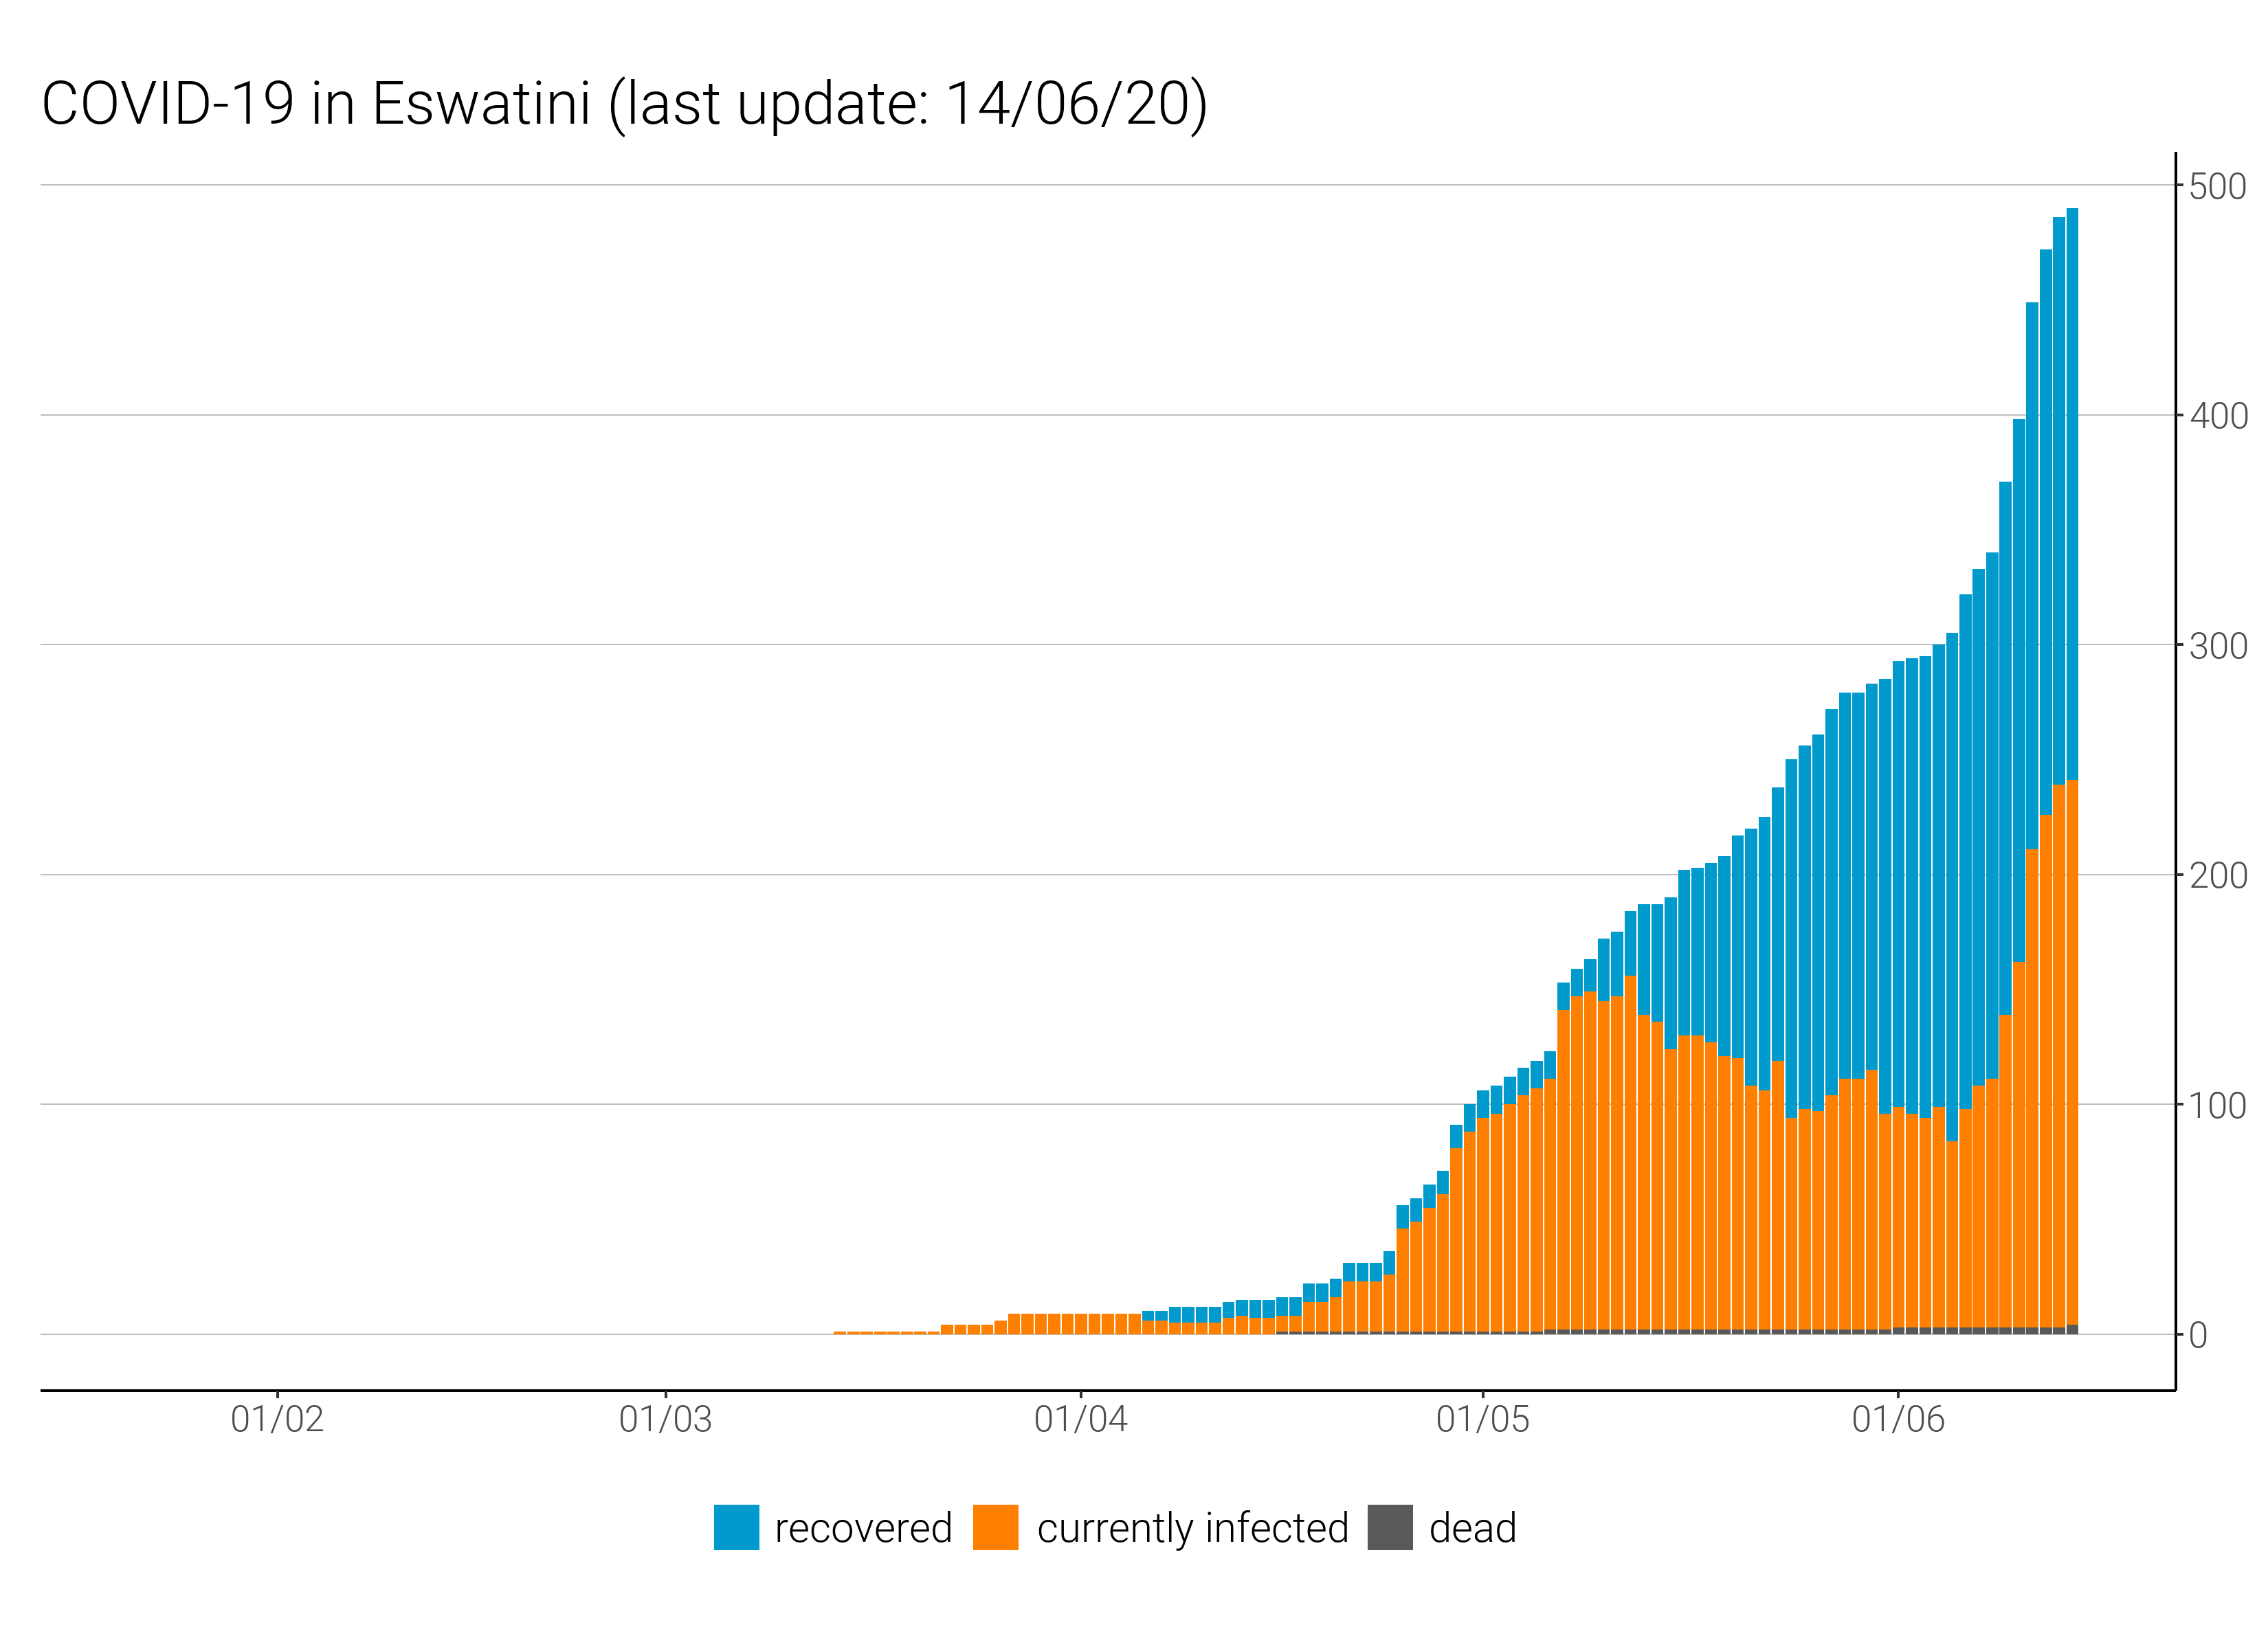 COVID-19 in Eswatini (last update: 14/06/20)
500
400
300
200
100
0
01/02 01/03 01/04 01/05 01/06
recovered currently infected dead